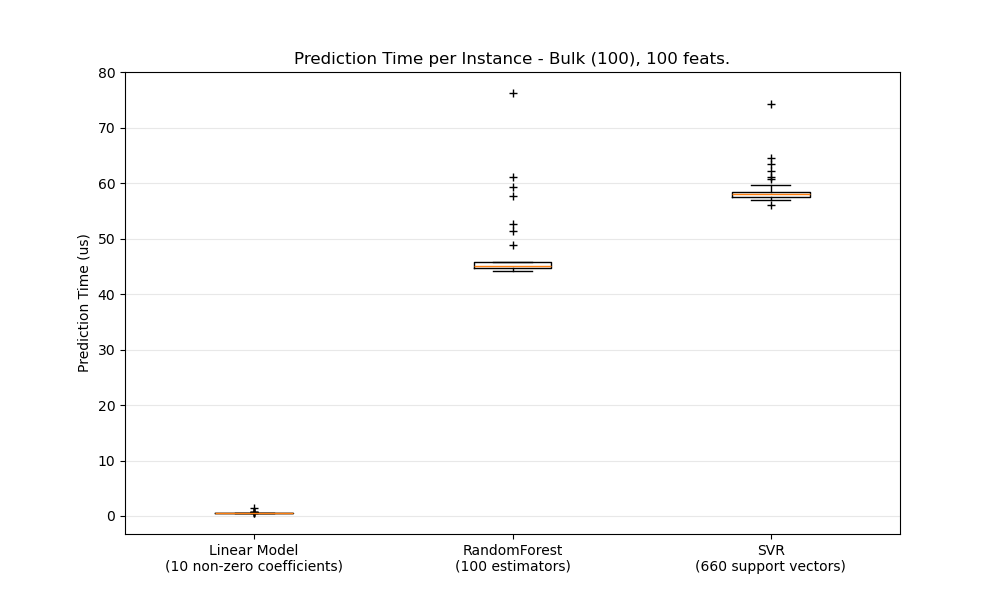 Prediction Time per Instance - Bulk (100), 100 feats.
80
70
60
50
40
30
20
10
0
Prediction Time (us)
Linear Model
(10 non-zero coefficients)
RandomForest
(100 estimators)
SVR
(660 support vectors)